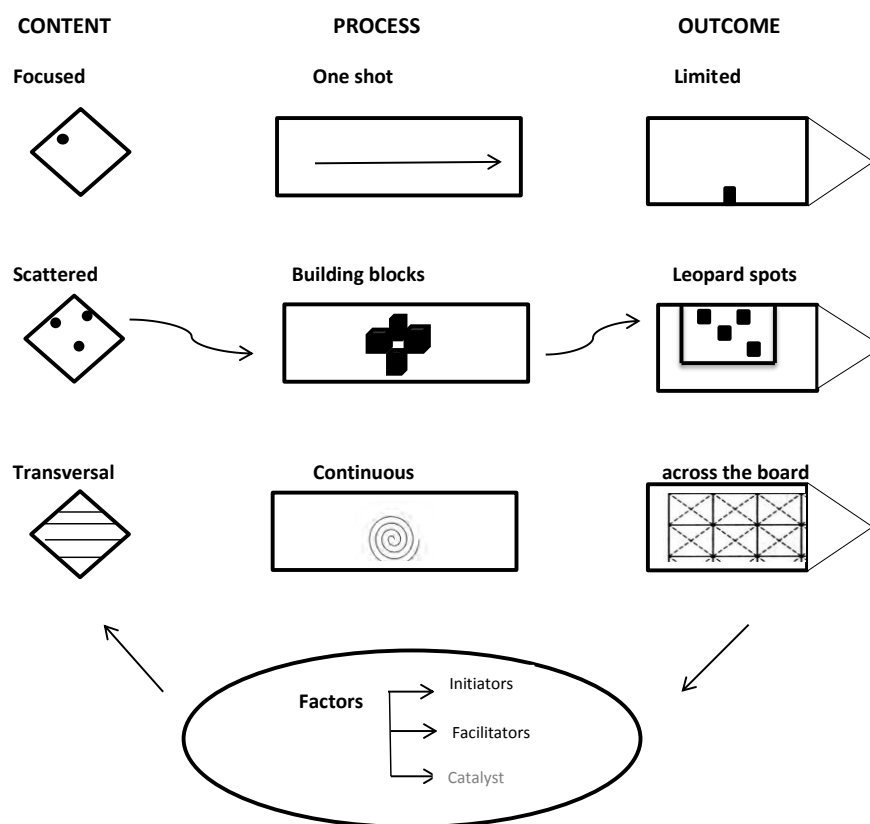 CONTENT PROCESS OUTCOME
Focused One shot Limited
Scattered Building blocks Leopard spots
Transversal Continuous across the board
Factors
Initiators
Facilitators
Catalyst